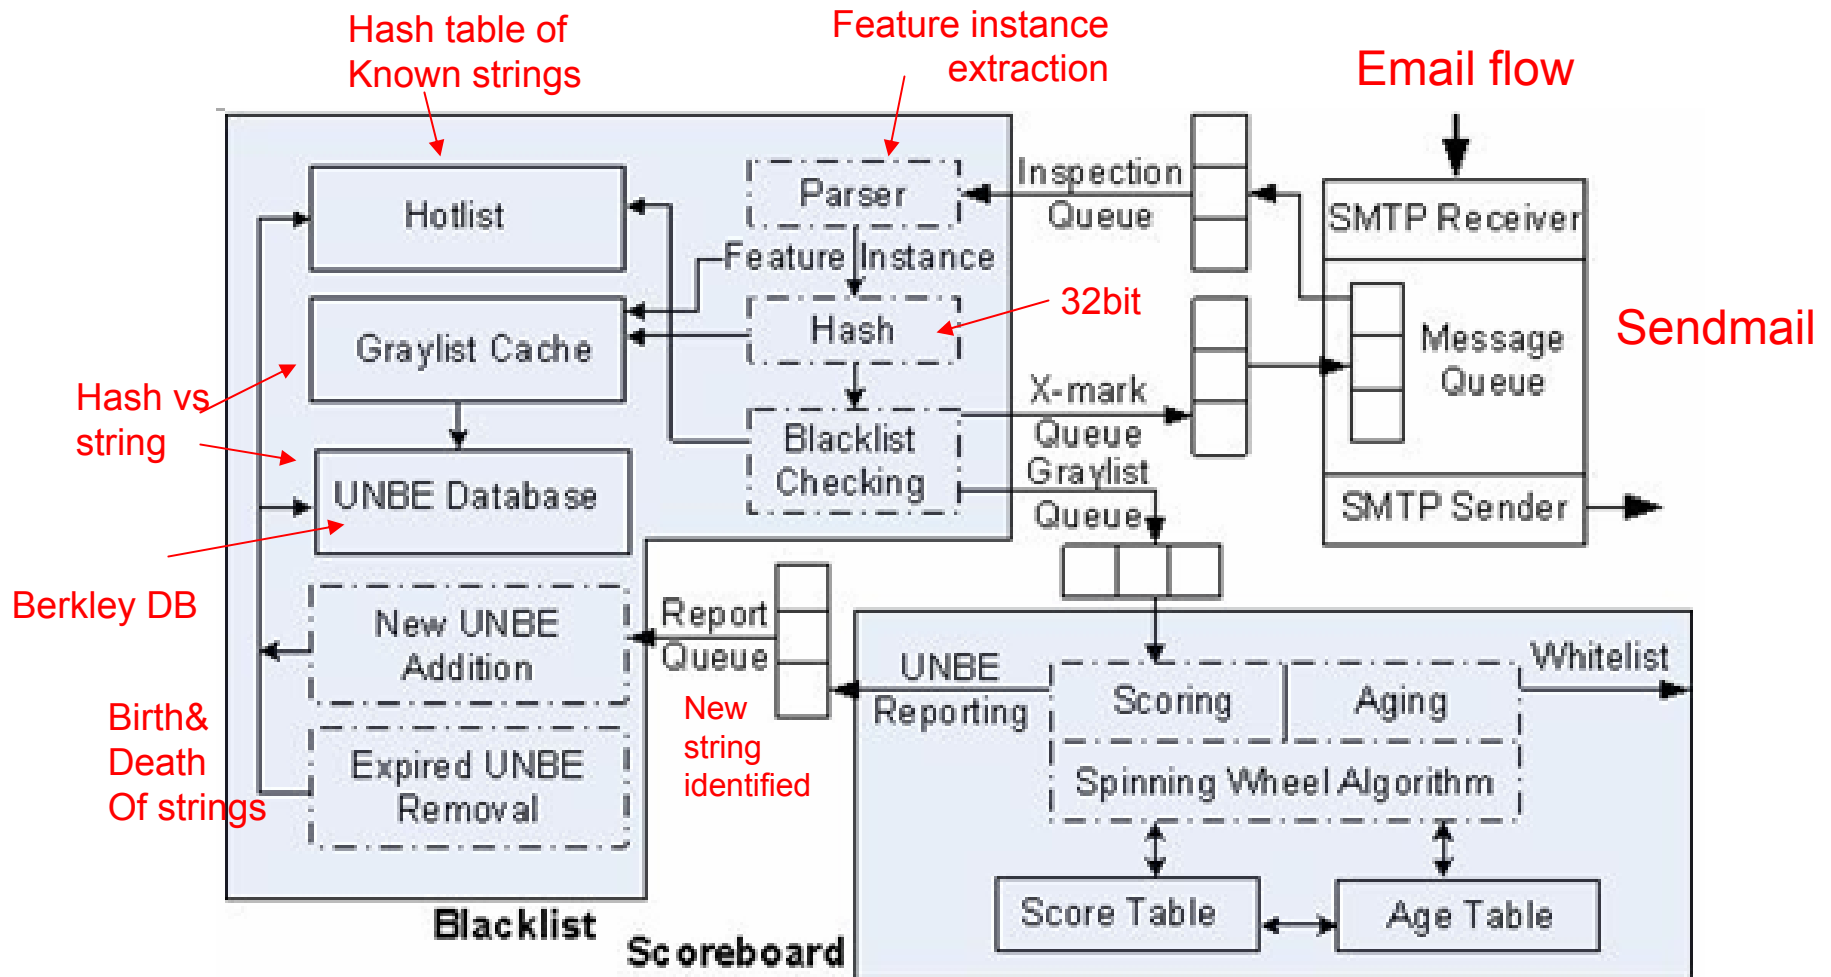 Hash table of
Known strings
Feature instance
extraction
Email flow
Hotlist
Parser
Inspection
Queue
SMTP Receiver
Feature Instance
Graylist Cache
Hash
32bit
Message
Queue
Sendmail
Hash vs
string
X-mark
Queue
Blacklist
Checking
Graylist
Queue
UNBE Database
SMTP Sender
Berkley DB
New UNBE
Addition
Report
Queue
UNBE
Reporting
Scoring
Aging
Whitelist
Birth&
Death
Of strings
Expired UNBE
Removal
New
string
identified
Spinning Wheel Algorithm
Score Table
Age Table
Blacklist
Scoreboard